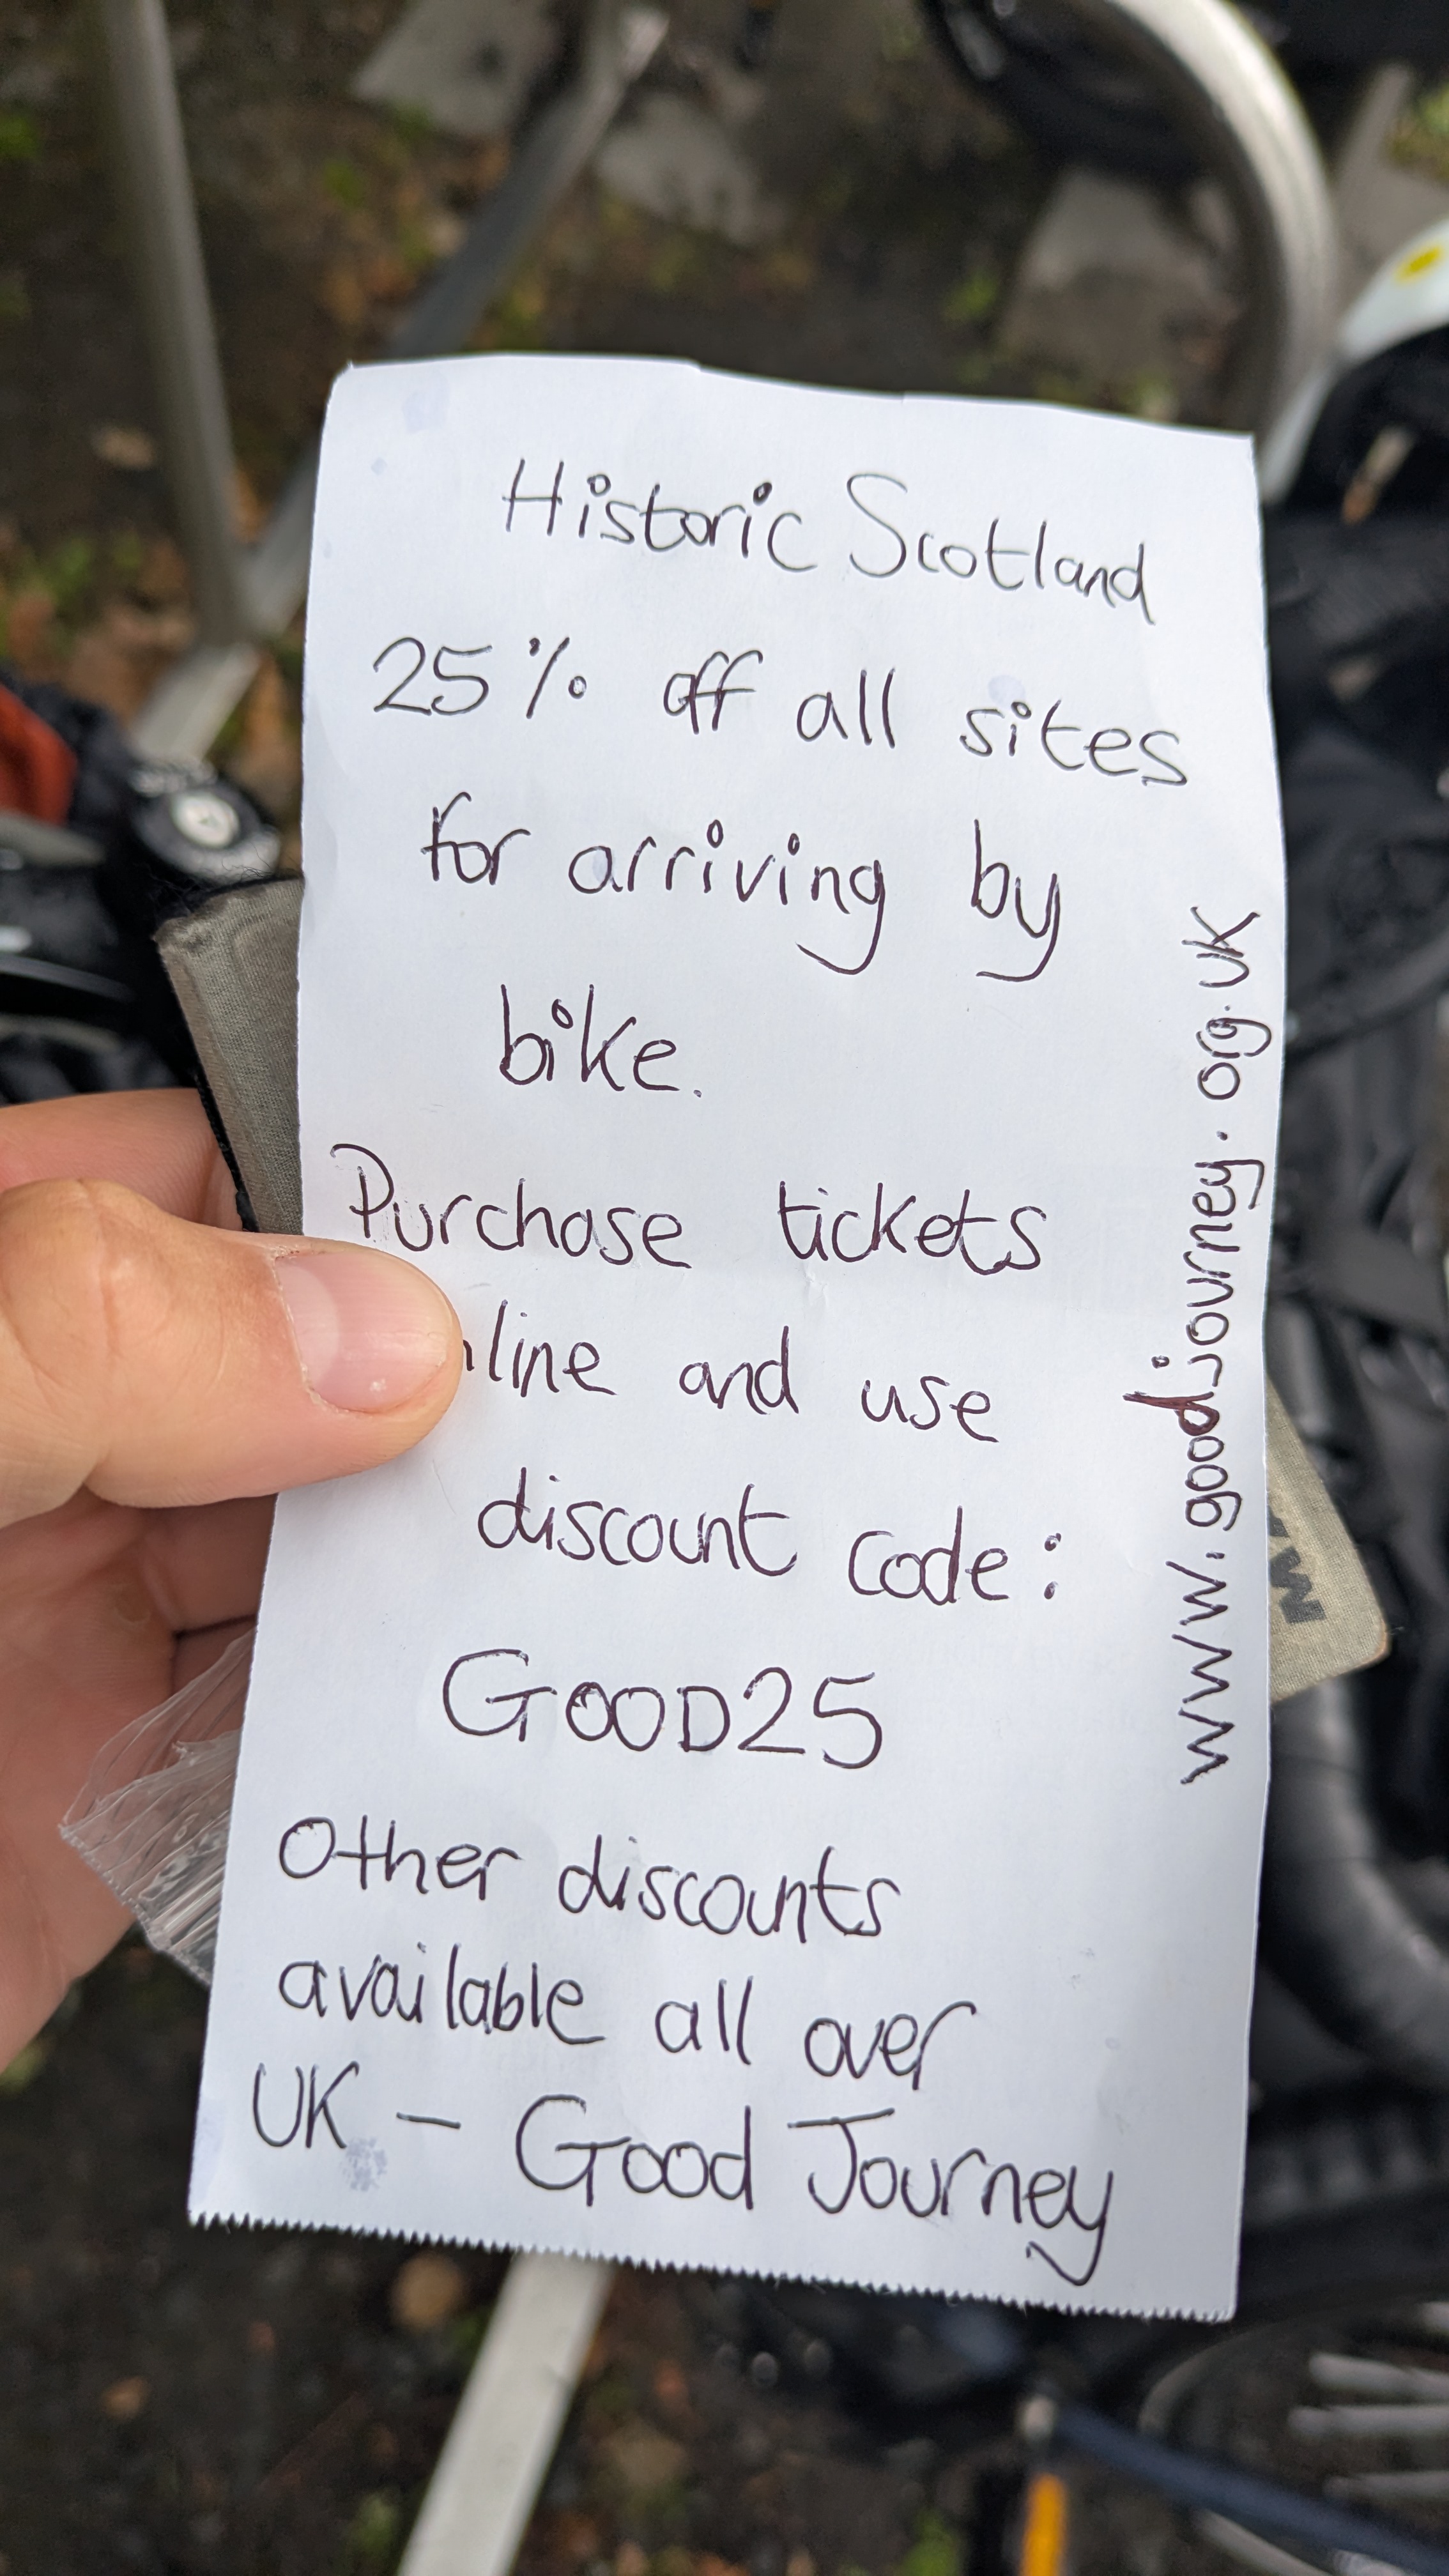 Historic Scotland
25% off all sites
for arriving by
bike.
Purchase tickets
nline and use
discount code:
GOOD25
Other discounts
available all over
UK - Good Journey
www.goodjourney.org.uk